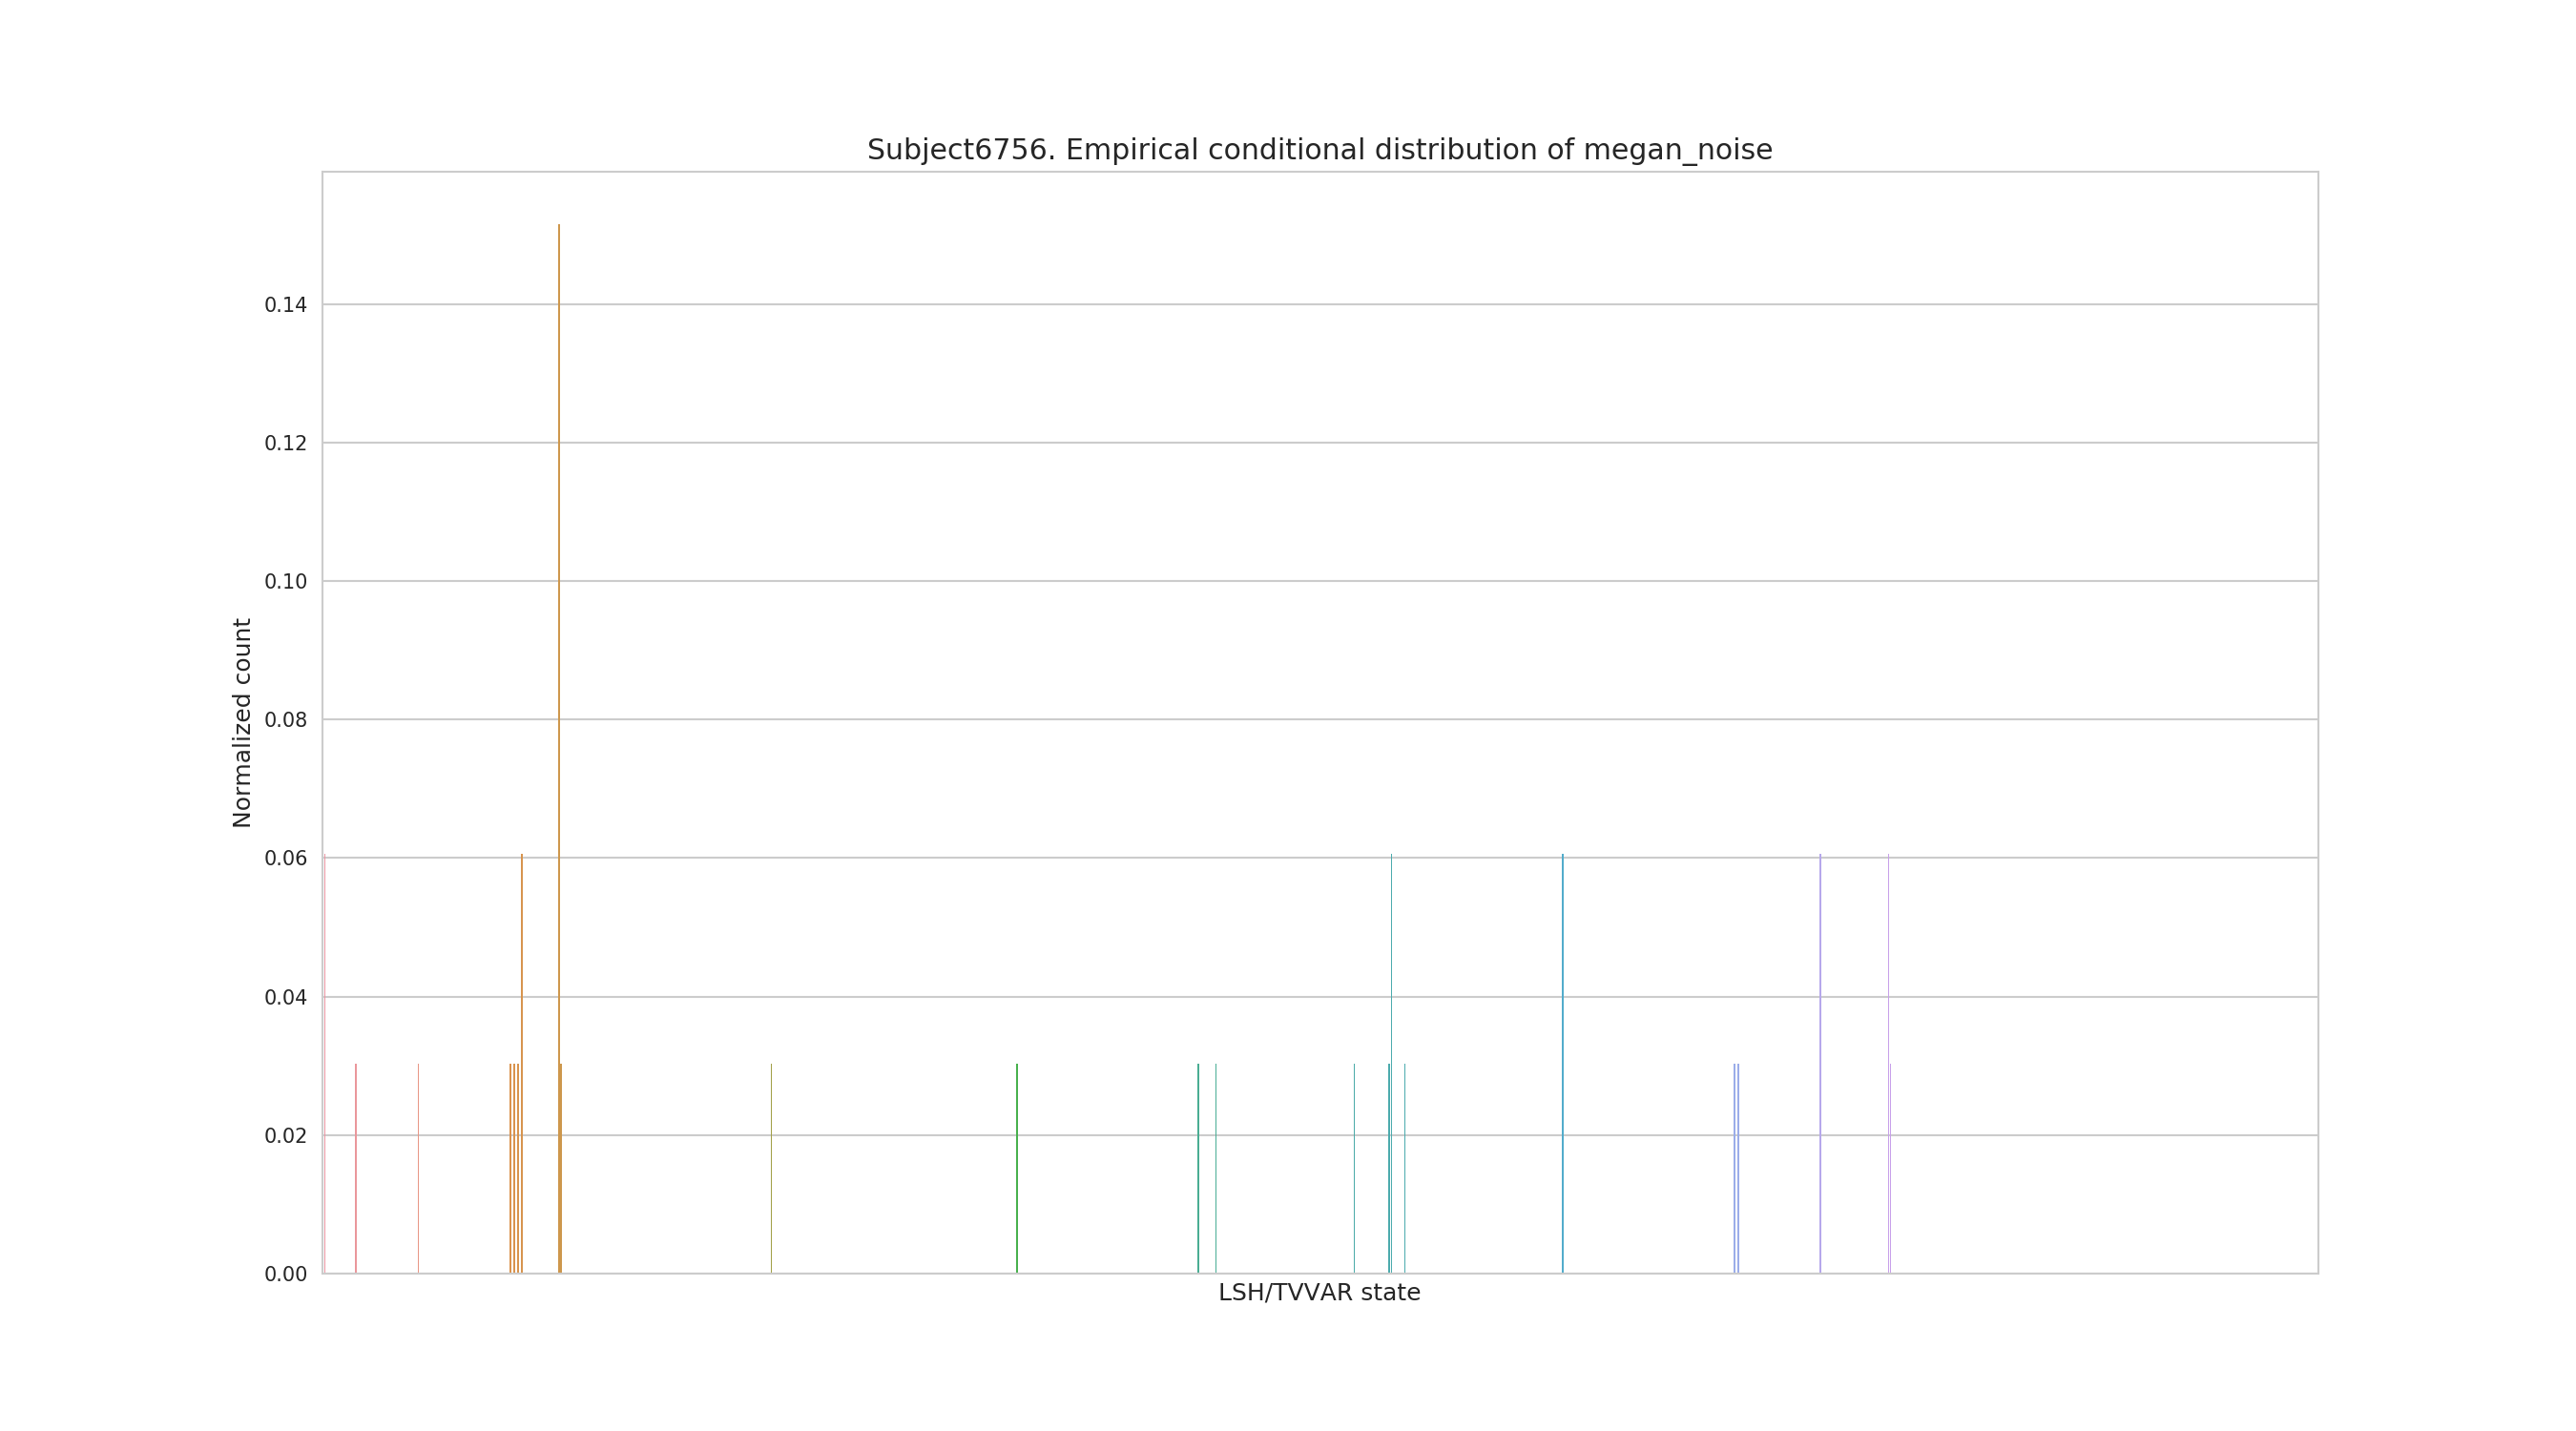 Subject6756. Empirical conditional distribution of megan_noise
Normalized count
0.14
0.12
0.10
0.08
0.06
0.04
0.02
0.00
LSH/TVVAR state